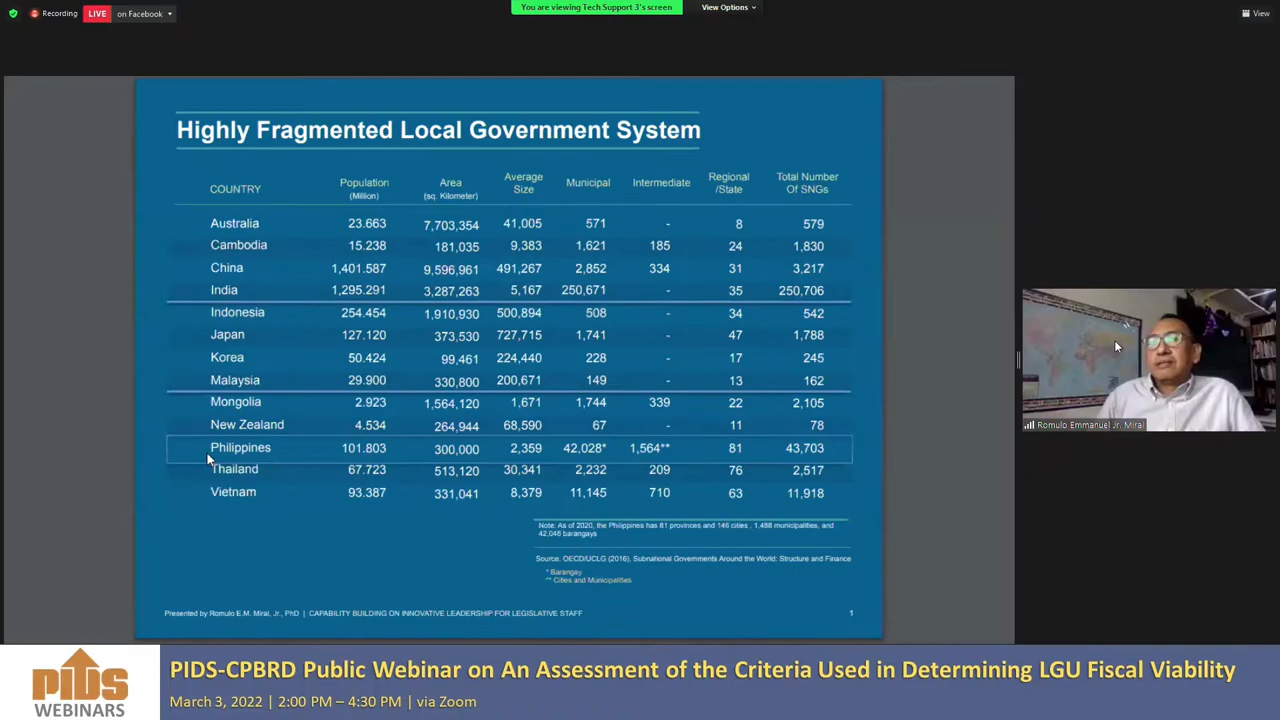 Recording
LIVE
on Facebook
You are viewing Tech Support 3's screen
View Options
View
Highly Fragmented Local Government System
COUNTRY Population (Million) Area (sq. Kilometer) Average Size Municipal Intermediate Regional /State Total Number Of SNGs
Australia 23.663 7,703,354 41,005 571 - 8 579
Cambodia 15.238 181,035 9,383 1,621 185 24 1,830
China 1,401.587 9,596,961 491,267 2,852 334 31 3,217
India 1,295.291 3,287,263 5,167 250,671 - 35 250,706
Indonesia 254.454 1,910,930 500,894 508 - 34 542
Japan 127.120 373,530 727,715 1,741 - 47 1,788
Korea 50.424 99,461 224,440 228 - 17 245
Malaysia 29.900 330,800 200,671 149 - 13 162
Mongolia 2.923 1,564,120 1,671 1,744 339 22 2,105
New Zealand 4.534 264,944 68,590 67 - 11 78
Philippines 101.803 300,000 2,359 42,028* 1,564** 81 43,703
Thailand 67.723 513,120 30,341 2,232 209 76 2,517
Vietnam 93.387 331,041 8,379 11,145 710 63 11,918
Note: As of 2020, the Philippines has 81 provinces and 146 cities , 1,488 municipalities, and
42,046 barangays
Source: OECD/UCLG (2016), Subnational Governments Around the World: Structure and Finance
* Barangay
** Cities and Municipalities
Presented by Romulo E.M. Miral, Jr., PhD | CAPABILITY BUILDING ON INNOVATIVE LEADERSHIP FOR LEGISLATIVE STAFF 1
Romulo Emmanuel Jr. Miral
PIDS
WEBINARS
PIDS-CPBRD Public Webinar on An Assessment of the Criteria Used in Determining LGU Fiscal Viability
March 3, 2022 | 2:00 PM – 4:30 PM | via Zoom